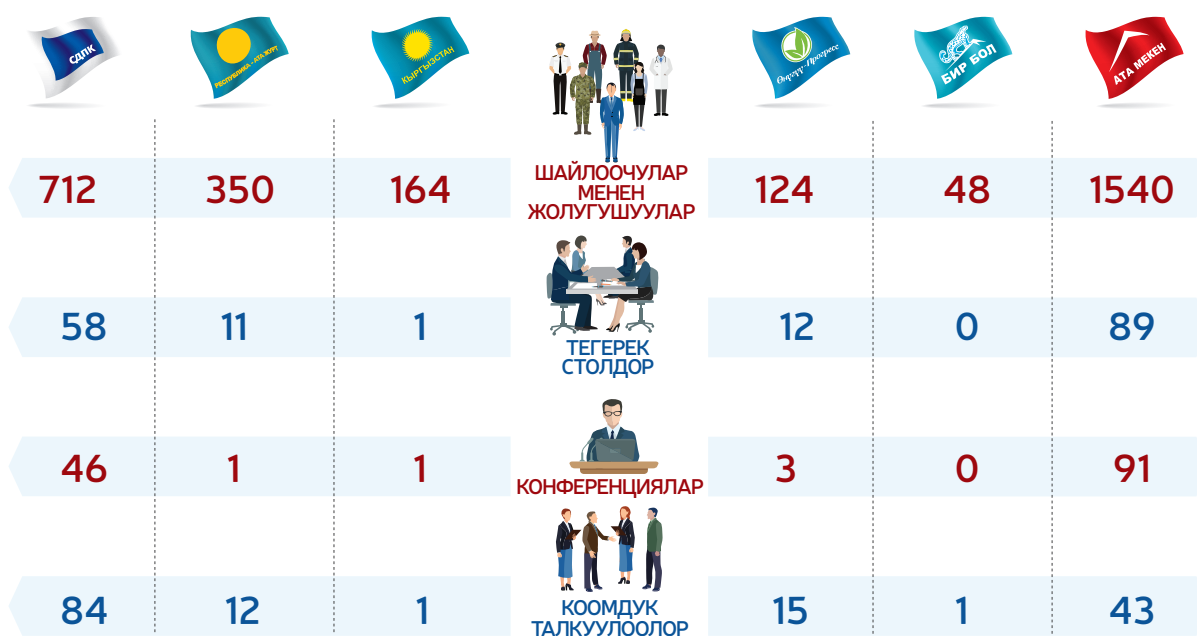 СДПК
РЕСПУБЛИКА - АТА ЖУРТ
КЫРГЫЗСТАН
Өнүгүү-Прогресс
БИР БОЛ
АТА МЕКЕН
712 350 164
ШАЙЛООЧУЛАР
МЕНЕН
ЖОЛУГУШУУЛАР
124 48 1540
58 11 1
ТЕГЕРЕК
СТОЛДОР
12 0 89
46 1 1
КОНФЕРЕНЦИЯЛАР
3 0 91
84 12 1
КООМДУК
ТАЛКУУЛООЛОР
15 1 43